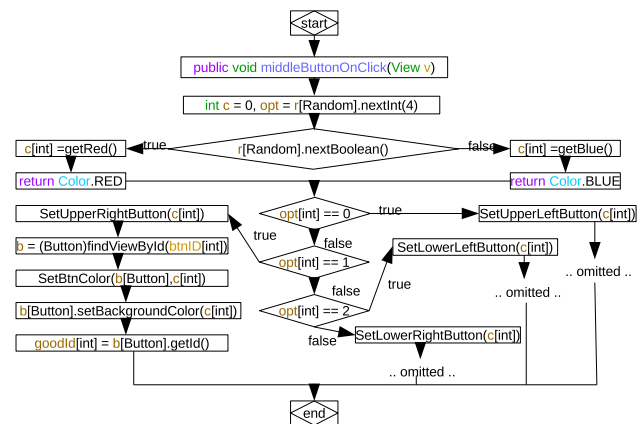 start
public void middleButtonOnClick(View v)
int c = 0, opt = r[Random].nextInt(4)
c[int] =getRed()
true
r[Random].nextBoolean()
false
c[int] =getBlue()
return Color.RED
return Color.BLUE
SetUpperRightButton(c[int])
opt[int] == 0
true
SetUpperLeftButton(c[int])
true
false
b = (Button)findViewById(btnID[int])
SetLowerLeftButton(c[int])
opt[int] == 1
SetBtnColor(b[Button],c[int])
.. omitted ..
false
true
.. omitted ..
b[Button].setBackgroundColor(c[int])
opt[int] == 2
goodId[int] = b[Button].getId()
false
SetLowerRightButton(c[int])
.. omitted ..
end